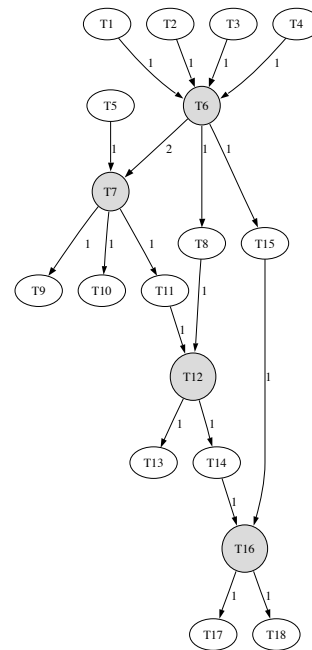 T1 T2 T3 T4
1 1 1 1
T5 T6
1 2 1 1
T7
1 1 1 T8 T15
T9 T10 T11 1
1
T12 1
1 1
T13 T14
1
T16
1 1
T17 T18